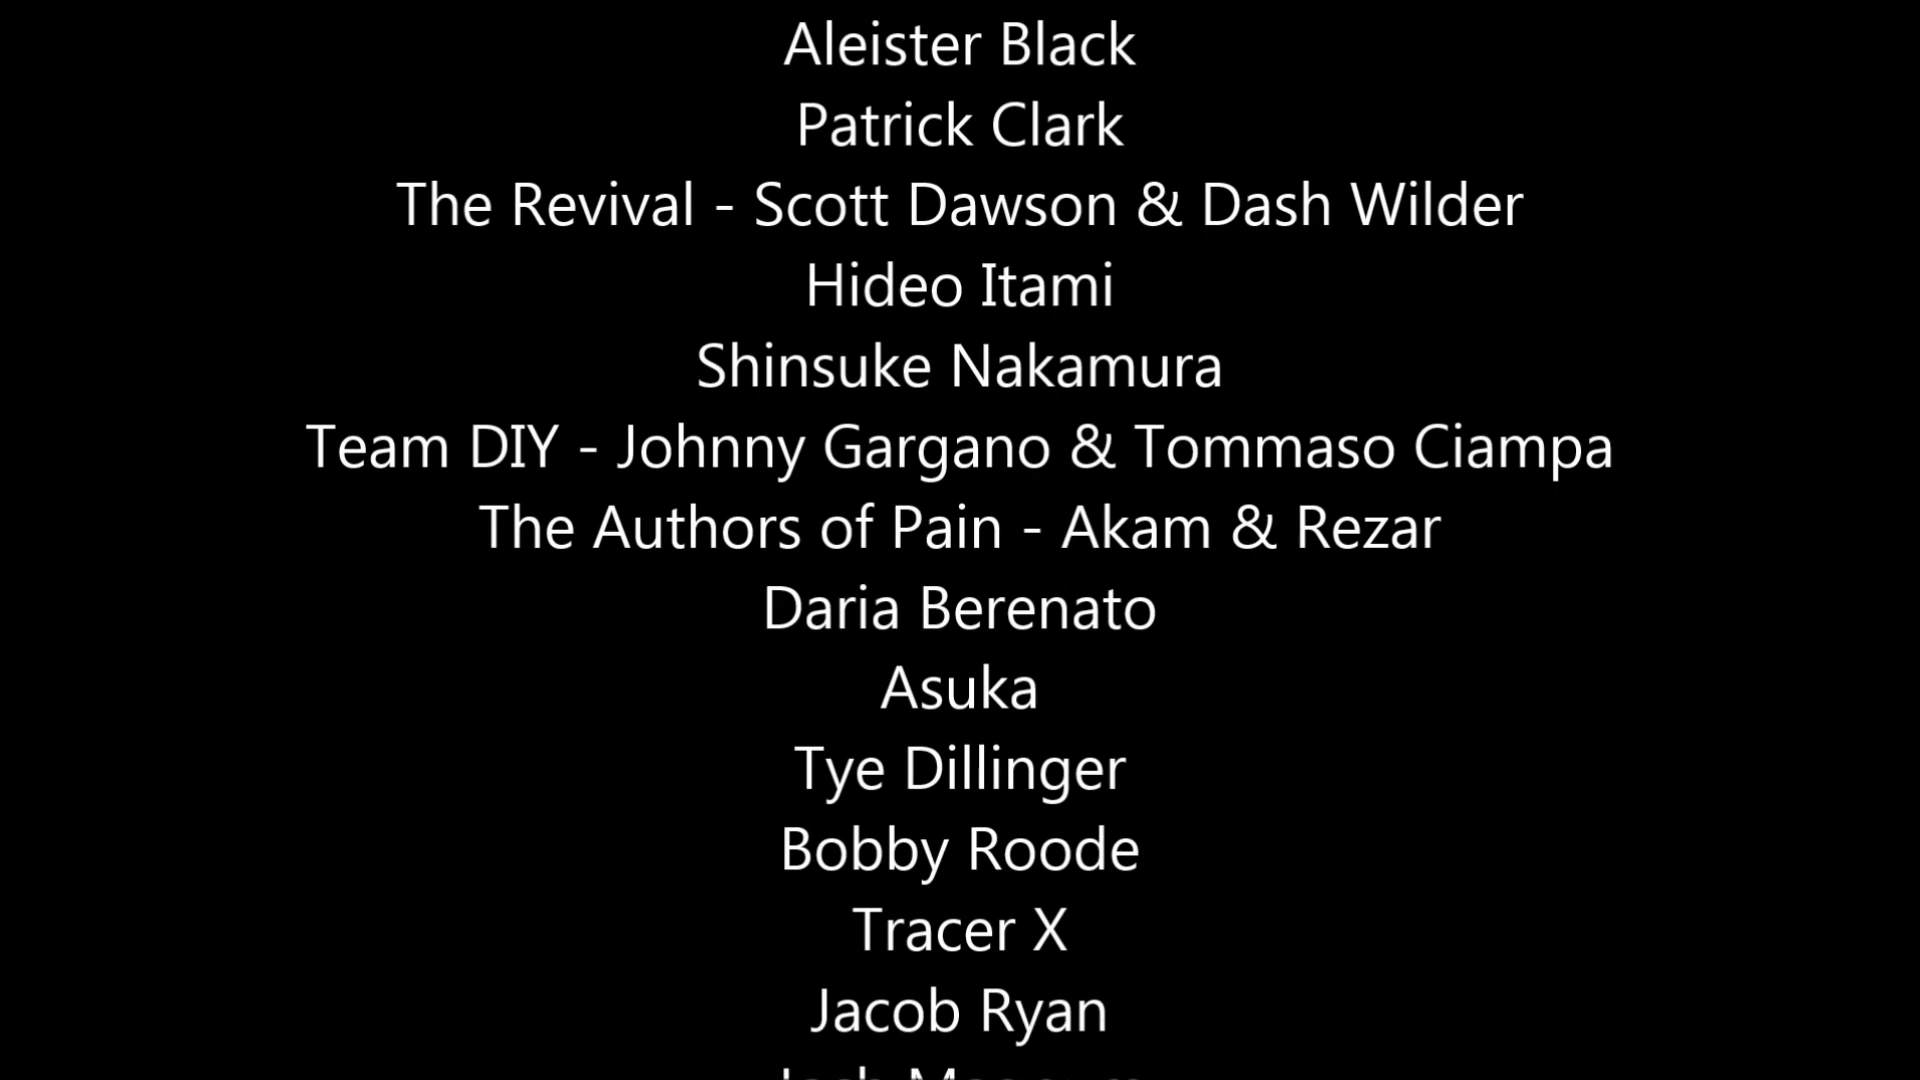 Aleister Black
Patrick Clark
The Revival - Scott Dawson & Dash Wilder
Hideo Itami
Shinsuke Nakamura
Team DIY - Johnny Gargano & Tommaso Ciampa
The Authors of Pain - Akam & Rezar
Daria Berenato
Asuka
Tye Dillinger
Bobby Roode
Tracer X
Jacob Ryan